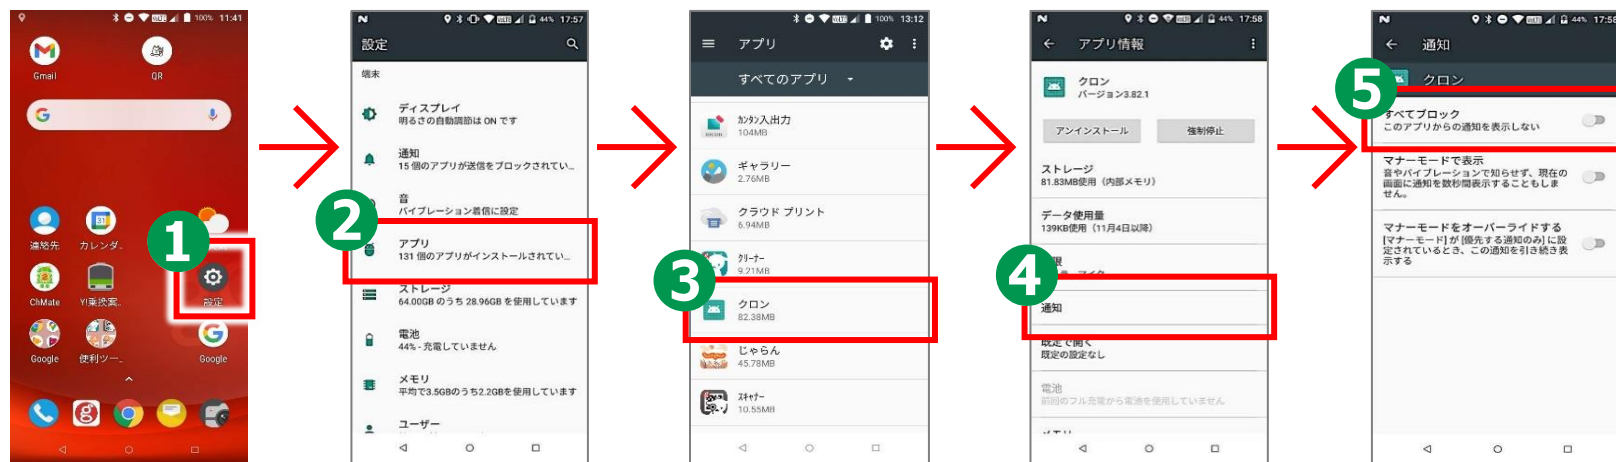 100% 11:41
Gmail
QR
連絡先
カレンダ..
ChMate
Y!乗換案..
設定
Google
便利ツー..
Google
1
44% 17:57
設定
端末
ディスプレイ
明るさの自動調節は ON です
通知
15 個のアプリが送信をブロックされてい...
音
バイブレーション着信に設定
2
アプリ
131 個のアプリがインストールされてい...
ストレージ
64.00GB のうち 28.96GB を使用しています
電池
44% - 充電していません
メモリ
平均で3.5GBのうち2.2GBを使用しています
ユーザー
100% 13:12
アプリ
すべてのアプリ
カンタン入出力
104MB
ギャラリー
2.76MB
クラウド プリント
6.94MB
クリーナー
9.21MB
3
クロン
82.38MB
じゃらん
45.78MB
スキャナー
10.55MB
44% 17:58
アプリ情報
クロン
バージョン3.82.1
アンインストール
強制停止
ストレージ
81.83MB使用（内部メモリ）
データ使用量
139KB使用（11月4日以降）
4
通知
既定で開く
既定の設定なし
電池
前回のフル充電から電池を使用していません
44% 17:58
通知
クロン
5
すべてブロック
このアプリからの通知を表示しない
マナーモードで表示
音やバイブレーションで知らせず、現在の
画面に通知を数秒間表示することもしま
せん。
マナーモードをオーバーライドする
[マナーモード] が [優先する通知のみ] に設
定されているとき、この通知を引き続き表
示する